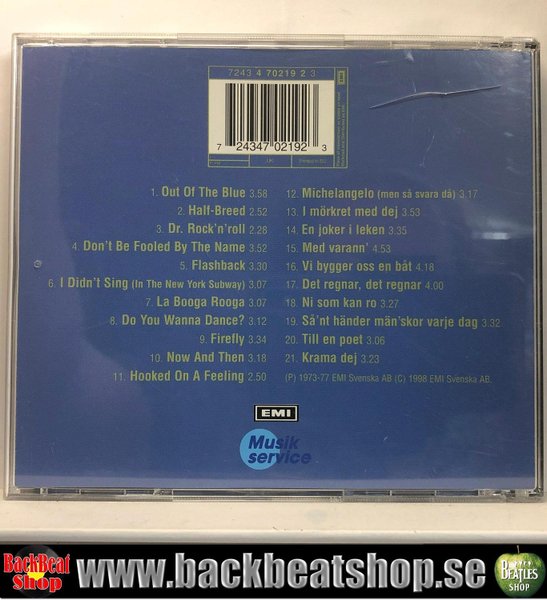 7243 4 70219 2 3
EMI
7 24347 02192 3
UK
1. Out Of The Blue 3.58
2. Half-Breed 2.52
3. Dr. Rock'n'roll 2.28
4. Don't Be Fooled By The Name 3.52
5. Flashback 3.30
6. I Didn't Sing (In The New York Subway) 3.07
7. La Booga Rooga 3.07
8. Do You Wanna Dance? 3.12
9. Firefly 3.34
10. Now And Then 3.18
11. Hooked On A Feeling 2.50
12. Michelangelo (men så svara då) 3.17
13. I mörkret med dej 3.53
14. En joker i leken 3.35
15. Med varann' 4.53
16. Vi bygger oss en båt 4.18
17. Det regnar, det regnar 4.00
18. Ni som kan ro 3.27
19. Så'nt händer män'skor varje dag 3.32
20. Till en poet 3.06
21. Krama dej 3.23
(P) 1973-77 EMI Svenska AB (C) 1998 EMI Svenska AB.
EMI
Musik
service
BackBeat
Shop
www.backbeatshop.se
BEATLES
SHOP